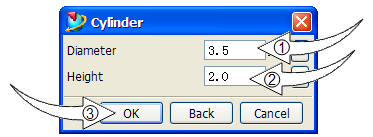 Cylinder
Diameter 3.5 ①
Height 2.0 ②
③ OK Back Cancel